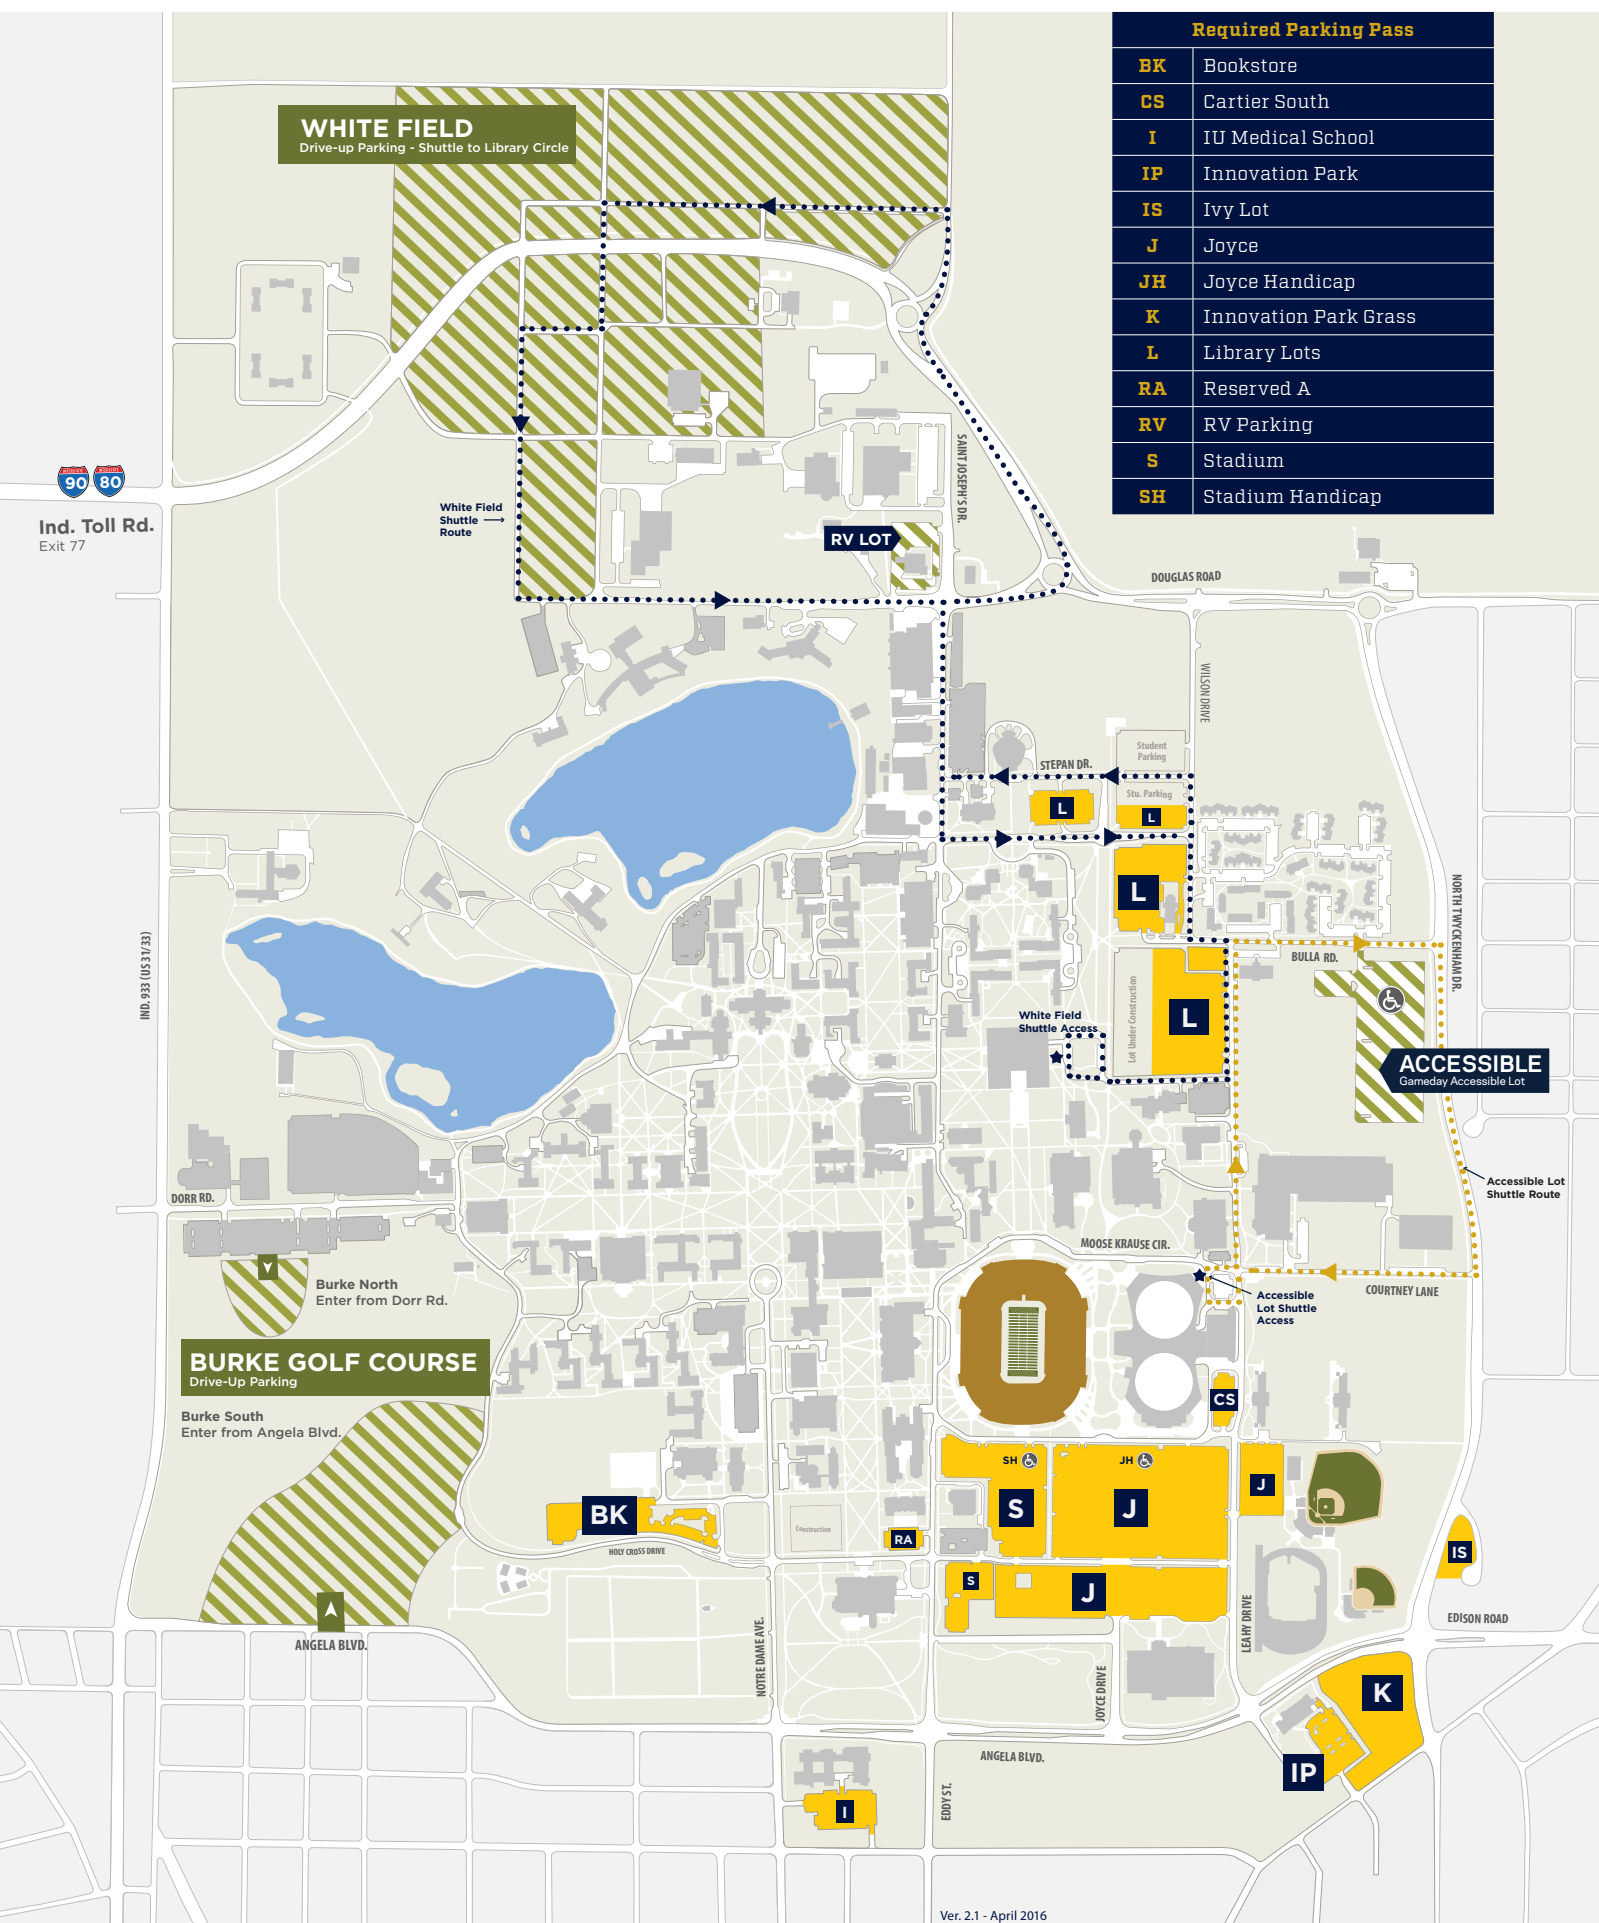 Required Parking Pass
BK Bookstore
CS Cartier South
I IU Medical School
IP Innovation Park
IS Ivy Lot
J Joyce
JH Joyce Handicap
K Innovation Park Grass
L Library Lots
RA Reserved A
RV RV Parking
S Stadium
SH Stadium Handicap
WHITE FIELD
Drive-up Parking - Shuttle to Library Circle
90
80
Ind. Toll Rd.
Exit 77
White Field
Shuttle
Route
SAINT JOSEPH'S DR.
RV LOT
DOUGLAS ROAD
WILSON DRIVE
Student
Parking
STEPAN DR.
Stu. Parking
L
L
L
NORTH TWYCKENHAM DR.
IND. 933 (US 31/33)
BULLA RD.
Lot Under Construction
L
White Field
Shuttle Access
ACCESSIBLE
Gameday Accessible Lot
Accessible Lot
Shuttle Route
DORR RD.
MOOSE KRAUSE CIR.
Burke North
Enter from Dorr Rd.
COURTNEY LANE
Accessible
Lot Shuttle
Access
BURKE GOLF COURSE
Drive-Up Parking
Burke South
Enter from Angela Blvd.
CS
SH
JH
S
J
J
BK
Construction
RA
HOLY CROSS DRIVE
IS
S
J
LEAHY DRIVE
EDISON ROAD
ANGELA BLVD.
NOTRE DAME AVE.
JOYCE DRIVE
K
IP
ANGELA BLVD.
EDDY ST.
I
Ver. 2.1 - April 2016